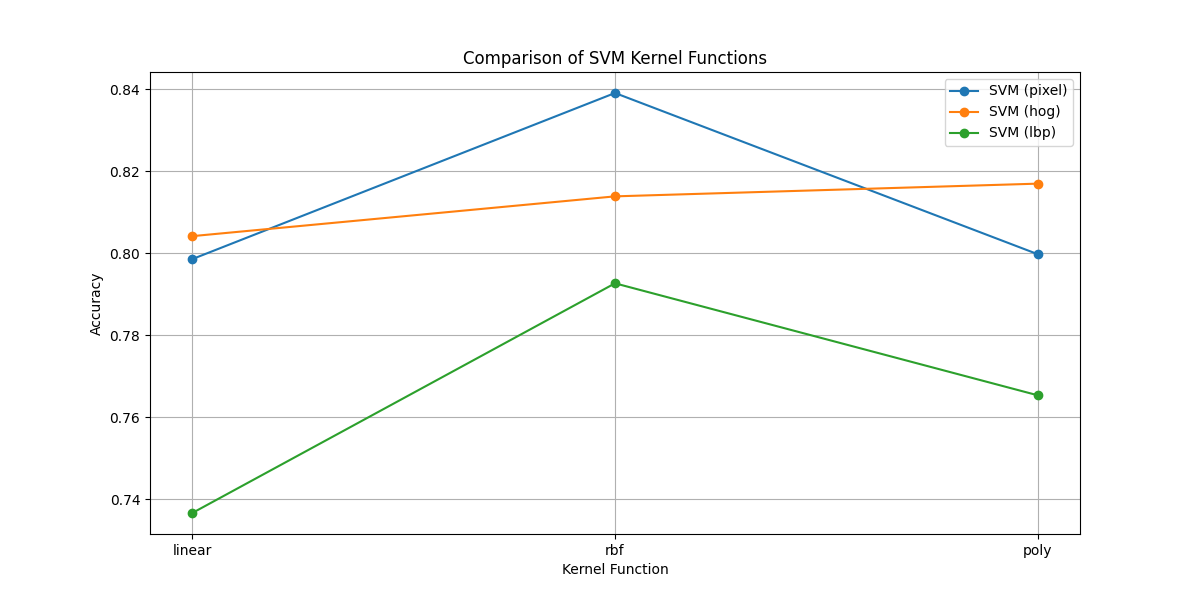 Comparison of SVM Kernel Functions
SVM (pixel)
SVM (hog)
SVM (lbp)
0.84
0.82
0.80
0.78
0.76
0.74
Accuracy
linear
rbf
poly
Kernel Function